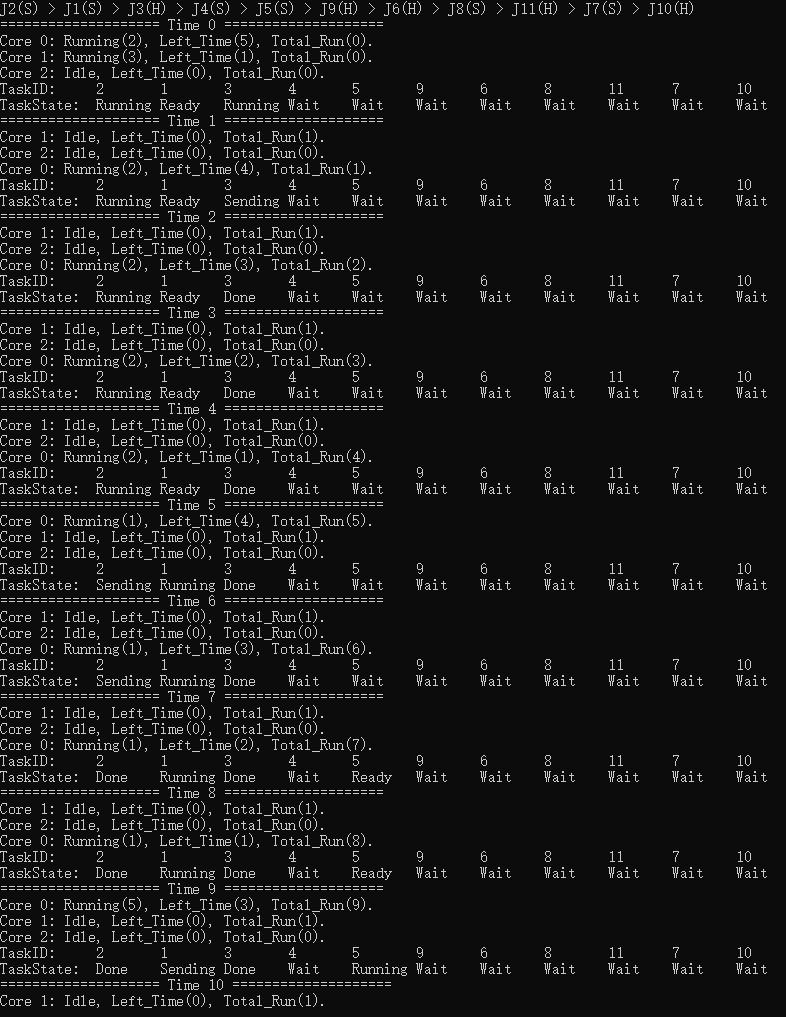 J2(S) > J1(S) > J3(H) > J4(S) > J5(S) > J9(H) > J6(H) > J8(S) > J11(H) > J7(S) > J10(H)
==================== Time 0 ====================
Core 0: Running(2), Left_Time(5), Total_Run(0).
Core 1: Running(3), Left_Time(1), Total_Run(0).
Core 2: Idle, Left_Time(0), Total_Run(0).
TaskID:     2       1       3       4       5       9       6       8       11      7       10
TaskState:  Running Ready   Running Wait    Wait    Wait    Wait    Wait    Wait    Wait    Wait
==================== Time 1 ====================
Core 1: Idle, Left_Time(0), Total_Run(1).
Core 2: Idle, Left_Time(0), Total_Run(0).
Core 0: Running(2), Left_Time(4), Total_Run(1).
TaskID:     2       1       3       4       5       9       6       8       11      7       10
TaskState:  Running Ready   Sending Wait    Wait    Wait    Wait    Wait    Wait    Wait    Wait
==================== Time 2 ====================
Core 1: Idle, Left_Time(0), Total_Run(1).
Core 2: Idle, Left_Time(0), Total_Run(0).
Core 0: Running(2), Left_Time(3), Total_Run(2).
TaskID:     2       1       3       4       5       9       6       8       11      7       10
TaskState:  Running Ready   Done    Wait    Wait    Wait    Wait    Wait    Wait    Wait    Wait
==================== Time 3 ====================
Core 1: Idle, Left_Time(0), Total_Run(1).
Core 2: Idle, Left_Time(0), Total_Run(0).
Core 0: Running(2), Left_Time(2), Total_Run(3).
TaskID:     2       1       3       4       5       9       6       8       11      7       10
TaskState:  Running Ready   Done    Wait    Wait    Wait    Wait    Wait    Wait    Wait    Wait
==================== Time 4 ====================
Core 1: Idle, Left_Time(0), Total_Run(1).
Core 2: Idle, Left_Time(0), Total_Run(0).
Core 0: Running(2), Left_Time(1), Total_Run(4).
TaskID:     2       1       3       4       5       9       6       8       11      7       10
TaskState:  Running Ready   Done    Wait    Wait    Wait    Wait    Wait    Wait    Wait    Wait
==================== Time 5 ====================
Core 0: Running(1), Left_Time(4), Total_Run(5).
Core 1: Idle, Left_Time(0), Total_Run(1).
Core 2: Idle, Left_Time(0), Total_Run(0).
TaskID:     2       1       3       4       5       9       6       8       11      7       10
TaskState:  Sending Running Done    Wait    Wait    Wait    Wait    Wait    Wait    Wait    Wait
==================== Time 6 ====================
Core 1: Idle, Left_Time(0), Total_Run(1).
Core 2: Idle, Left_Time(0), Total_Run(0).
Core 0: Running(1), Left_Time(3), Total_Run(6).
TaskID:     2       1       3       4       5       9       6       8       11      7       10
TaskState:  Sending Running Done    Wait    Wait    Wait    Wait    Wait    Wait    Wait    Wait
==================== Time 7 ====================
Core 1: Idle, Left_Time(0), Total_Run(1).
Core 2: Idle, Left_Time(0), Total_Run(0).
Core 0: Running(1), Left_Time(2), Total_Run(7).
TaskID:     2       1       3       4       5       9       6       8       11      7       10
TaskState:  Done    Running Done    Wait    Ready   Wait    Wait    Wait    Wait    Wait    Wait
==================== Time 8 ====================
Core 1: Idle, Left_Time(0), Total_Run(1).
Core 2: Idle, Left_Time(0), Total_Run(0).
Core 0: Running(1), Left_Time(1), Total_Run(8).
TaskID:     2       1       3       4       5       9       6       8       11      7       10
TaskState:  Done    Running Done    Wait    Ready   Wait    Wait    Wait    Wait    Wait    Wait
==================== Time 9 ====================
Core 0: Running(5), Left_Time(3), Total_Run(9).
Core 1: Idle, Left_Time(0), Total_Run(1).
Core 2: Idle, Left_Time(0), Total_Run(0).
TaskID:     2       1       3       4       5       9       6       8       11      7       10
TaskState:  Done    Sending Done    Wait    Running Wait    Wait    Wait    Wait    Wait    Wait
==================== Time 10 ====================
Core 1: Idle, Left_Time(0), Total_Run(1).